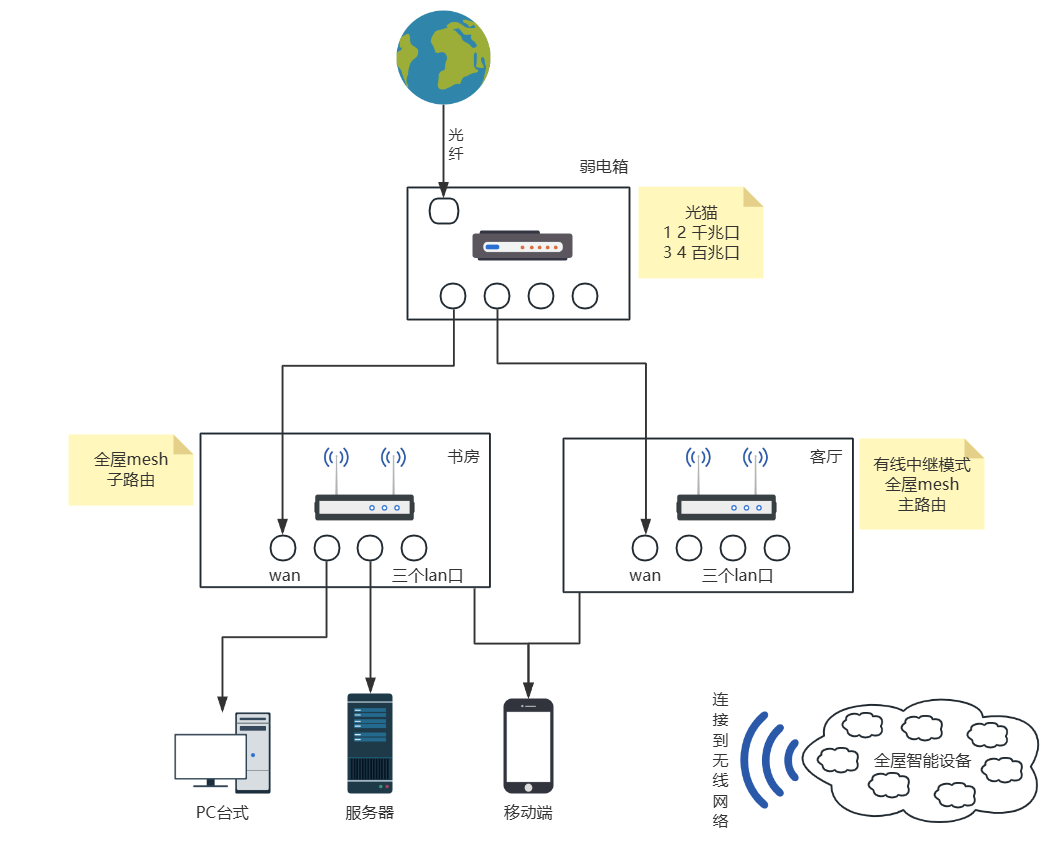 光
纤
弱电箱
光猫
1 2 千兆口
3 4 百兆口
全屋mesh
子路由
书房
wan
三个lan口
客厅
wan
三个lan口
有线中继模式
全屋mesh
主路由
PC台式
服务器
移动端
连
接
到
无
线
网
络
全屋智能设备